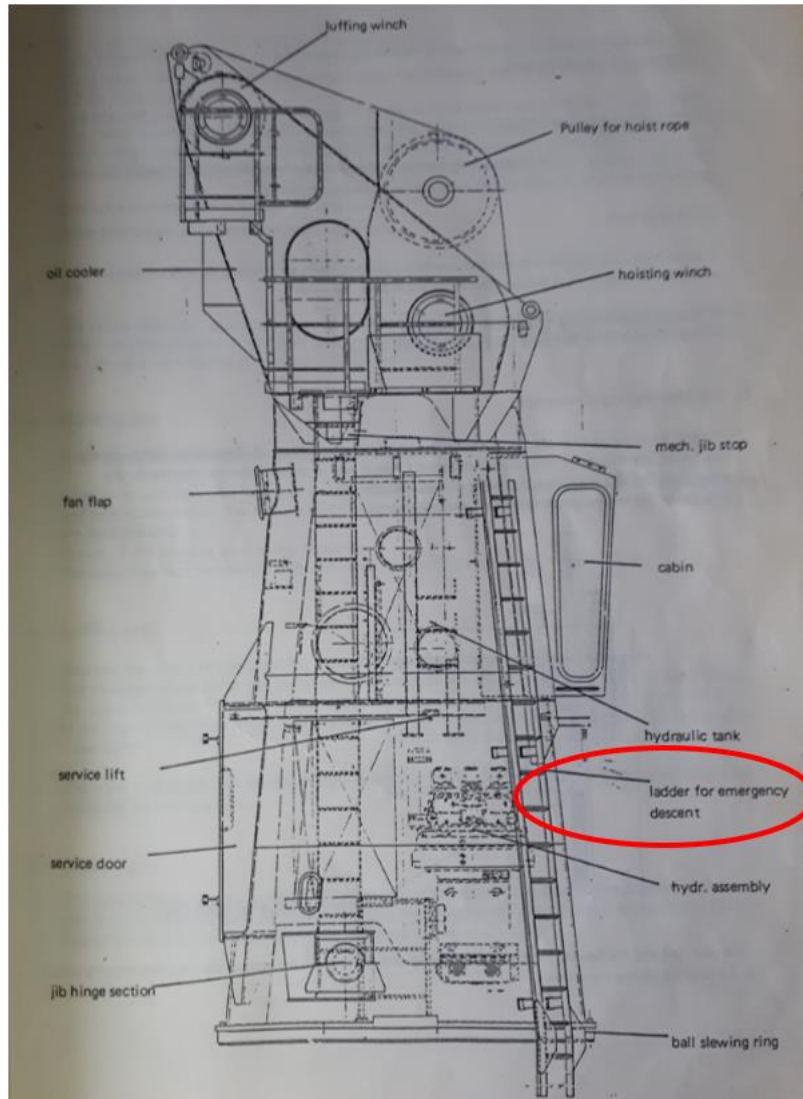 luffing winch
Pulley for hoist rope
oil cooler
hoisting winch
mech. jib stop
fan flap
cabin
hydraulic tank
service lift
ladder for emergency
descent
service door
hydr. assembly
jib hinge section
ball slewing ring